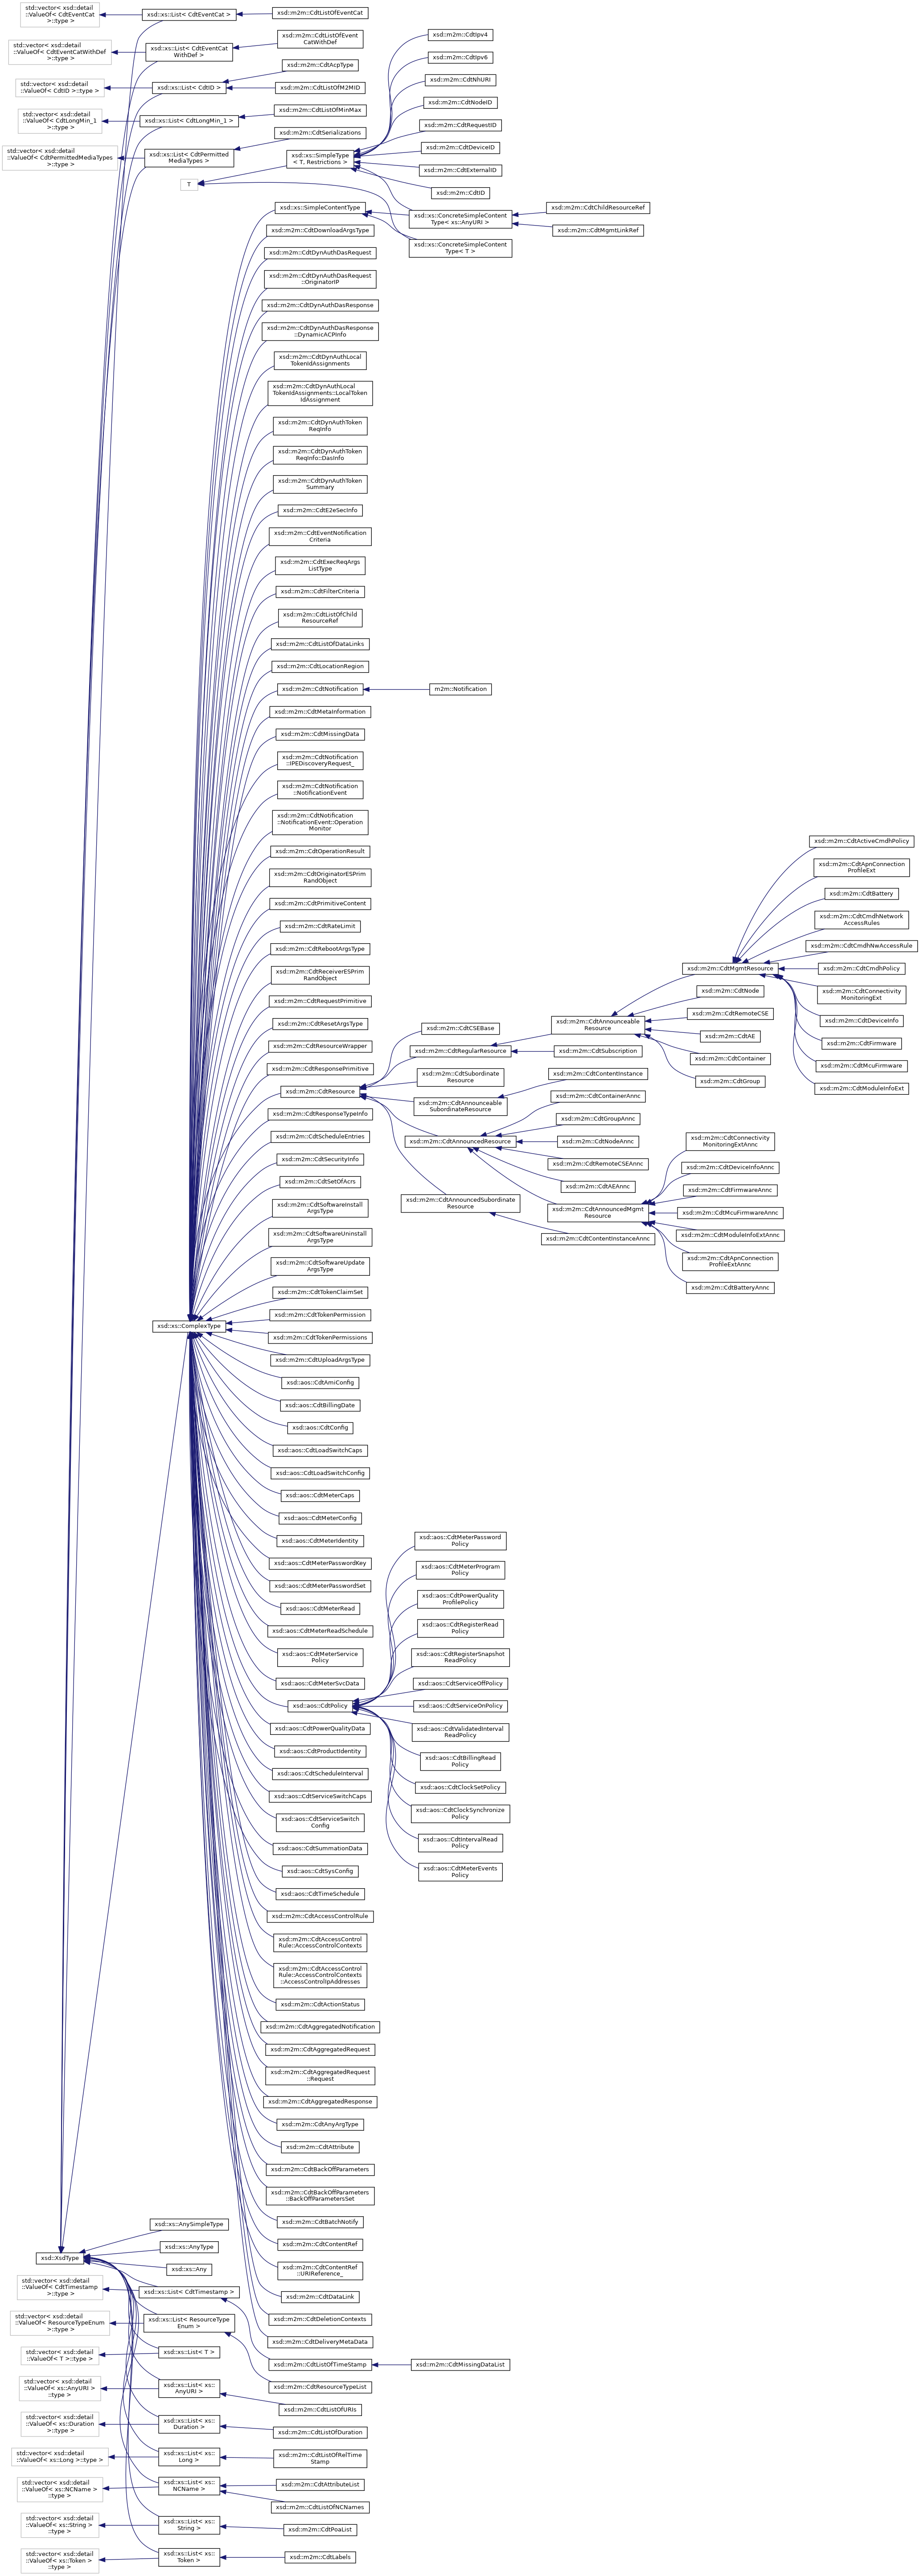 std::vector< xsd::detail
::ValueOf< CdtEventCat
>::type >
xsd::xs::List< CdtEventCat >
xsd::m2m::CdtListOfEventCat
std::vector< xsd::detail
::ValueOf< CdtEventCatWithDef
>::type >
xsd::xs::List< CdtEventCat
WithDef >
xsd::m2m::CdtListOfEvent
CatWithDef
std::vector< xsd::detail
::ValueOf< CdtID >::type >
xsd::xs::List< CdtID >
xsd::m2m::CdtAcpType
xsd::m2m::CdtListOfM2MID
std::vector< xsd::detail
::ValueOf< CdtLongMin_1
>::type >
xsd::xs::List< CdtLongMin_1 >
xsd::m2m::CdtListOfMinMax
std::vector< xsd::detail
::ValueOf< CdtPermittedMediaTypes
>::type >
xsd::xs::List< CdtPermitted
MediaTypes >
xsd::m2m::CdtSerializations
T
xsd::xs::SimpleType
< T, Restrictions >
xsd::m2m::CdtIpv4
xsd::m2m::CdtIpv6
xsd::m2m::CdtNhURI
xsd::m2m::CdtNodeID
xsd::m2m::CdtRequestID
xsd::m2m::CdtDeviceID
xsd::m2m::CdtExternalID
xsd::m2m::CdtID
xsd::xs::SimpleContentType
xsd::xs::ConcreteSimpleContent
Type< xs::AnyURI >
xsd::m2m::CdtChildResourceRef
xsd::m2m::CdtMgmtLinkRef
xsd::xs::ConcreteSimpleContent
Type< T >
xsd::m2m::CdtDownloadArgsType
xsd::m2m::CdtDynAuthDasRequest
xsd::m2m::CdtDynAuthDasRequest
::OriginatorIP
xsd::m2m::CdtDynAuthDasResponse
xsd::m2m::CdtDynAuthDasResponse
::DynamicACPInfo
xsd::m2m::CdtDynAuthLocal
TokenIdAssignments
xsd::m2m::CdtDynAuthLocal
TokenIdAssignments::LocalToken
IdAssignment
xsd::m2m::CdtDynAuthToken
ReqInfo
xsd::m2m::CdtDynAuthToken
ReqInfo::DasInfo
xsd::m2m::CdtDynAuthToken
Summary
xsd::m2m::CdtE2eSecInfo
xsd::m2m::CdtEventNotification
Criteria
xsd::m2m::CdtExecReqArgs
ListType
xsd::m2m::CdtFilterCriteria
xsd::m2m::CdtListOfChild
ResourceRef
xsd::m2m::CdtListOfDataLinks
xsd::m2m::CdtLocationRegion
xsd::m2m::CdtNotification
m2m::Notification
xsd::m2m::CdtMetaInformation
xsd::m2m::CdtMissingData
xsd::m2m::CdtNotification
::IPEDiscoveryRequest_
xsd::m2m::CdtNotification
::NotificationEvent
xsd::m2m::CdtNotification
::NotificationEvent::Operation
Monitor
xsd::m2m::CdtOperationResult
xsd::m2m::CdtOriginatorESPrim
RandObject
xsd::m2m::CdtPrimitiveContent
xsd::m2m::CdtRateLimit
xsd::m2m::CdtRebootArgsType
xsd::m2m::CdtReceiverESPrim
RandObject
xsd::m2m::CdtRequestPrimitive
xsd::m2m::CdtResetArgsType
xsd::m2m::CdtResourceWrapper
xsd::m2m::CdtResponsePrimitive
xsd::m2m::CdtResource
xsd::m2m::CdtCSEBase
xsd::m2m::CdtRegularResource
xsd::m2m::CdtSubordinate
Resource
xsd::m2m::CdtAnnounceable
SubordinateResource
xsd::m2m::CdtAnnouncedResource
xsd::m2m::CdtAnnouncedSubordinate
Resource
xsd::m2m::CdtAnnounceable
Resource
xsd::m2m::CdtSubscription
xsd::m2m::CdtContentInstance
xsd::m2m::CdtContainerAnnc
xsd::m2m::CdtGroupAnnc
xsd::m2m::CdtNodeAnnc
xsd::m2m::CdtRemoteCSEAnnc
xsd::m2m::CdtAEAnnc
xsd::m2m::CdtAnnouncedMgmt
Resource
xsd::m2m::CdtContentInstanceAnnc
xsd::m2m::CdtMgmtResource
xsd::m2m::CdtNode
xsd::m2m::CdtRemoteCSE
xsd::m2m::CdtAE
xsd::m2m::CdtContainer
xsd::m2m::CdtGroup
xsd::m2m::CdtActiveCmdhPolicy
xsd::m2m::CdtApnConnection
ProfileExt
xsd::m2m::CdtBattery
xsd::m2m::CdtCmdhNetwork
AccessRules
xsd::m2m::CdtCmdhNwAccessRule
xsd::m2m::CdtCmdhPolicy
xsd::m2m::CdtConnectivity
MonitoringExt
xsd::m2m::CdtDeviceInfo
xsd::m2m::CdtFirmware
xsd::m2m::CdtMcuFirmware
xsd::m2m::CdtModuleInfoExt
xsd::m2m::CdtConnectivity
MonitoringExtAnnc
xsd::m2m::CdtDeviceInfoAnnc
xsd::m2m::CdtFirmwareAnnc
xsd::m2m::CdtMcuFirmwareAnnc
xsd::m2m::CdtModuleInfoExtAnnc
xsd::m2m::CdtApnConnection
ProfileExtAnnc
xsd::m2m::CdtBatteryAnnc
xsd::m2m::CdtResponseTypeInfo
xsd::m2m::CdtScheduleEntries
xsd::m2m::CdtSecurityInfo
xsd::m2m::CdtSetOfAcrs
xsd::m2m::CdtSoftwareInstall
ArgsType
xsd::m2m::CdtSoftwareUninstall
ArgsType
xsd::m2m::CdtSoftwareUpdate
ArgsType
xsd::m2m::CdtTokenClaimSet
xsd::m2m::CdtTokenPermission
xsd::xs::ComplexType
xsd::m2m::CdtTokenPermissions
xsd::m2m::CdtUploadArgsType
xsd::aos::CdtAmiConfig
xsd::aos::CdtBillingDate
xsd::aos::CdtConfig
xsd::aos::CdtLoadSwitchCaps
xsd::aos::CdtLoadSwitchConfig
xsd::aos::CdtMeterCaps
xsd::aos::CdtMeterConfig
xsd::aos::CdtMeterIdentity
xsd::aos::CdtMeterPasswordKey
xsd::aos::CdtMeterPasswordSet
xsd::aos::CdtMeterRead
xsd::aos::CdtMeterReadSchedule
xsd::aos::CdtMeterService
Policy
xsd::aos::CdtMeterSvcData
xsd::aos::CdtPolicy
xsd::aos::CdtMeterPassword
Policy
xsd::aos::CdtMeterProgram
Policy
xsd::aos::CdtPowerQuality
ProfilePolicy
xsd::aos::CdtRegisterRead
Policy
xsd::aos::CdtRegisterSnapshot
ReadPolicy
xsd::aos::CdtServiceOffPolicy
xsd::aos::CdtServiceOnPolicy
xsd::aos::CdtValidatedInterval
ReadPolicy
xsd::aos::CdtBillingRead
Policy
xsd::aos::CdtClockSetPolicy
xsd::aos::CdtClockSynchronize
Policy
xsd::aos::CdtIntervalRead
Policy
xsd::aos::CdtMeterEvents
Policy
xsd::aos::CdtPowerQualityData
xsd::aos::CdtProductIdentity
xsd::aos::CdtScheduleInterval
xsd::aos::CdtServiceSwitchCaps
xsd::aos::CdtServiceSwitch
Config
xsd::aos::CdtSummationData
xsd::aos::CdtSysConfig
xsd::aos::CdtTimeSchedule
xsd::m2m::CdtAccessControlRule
xsd::m2m::CdtAccessControl
Rule::AccessControlContexts
xsd::m2m::CdtAccessControl
Rule::AccessControlContexts
::AccessControlIpAddresses
xsd::m2m::CdtActionStatus
xsd::m2m::CdtAggregatedNotification
xsd::m2m::CdtAggregatedRequest
xsd::m2m::CdtAggregatedRequest
::Request
xsd::m2m::CdtAggregatedResponse
xsd::m2m::CdtAnyArgType
xsd::m2m::CdtAttribute
xsd::m2m::CdtBackOffParameters
xsd::m2m::CdtBackOffParameters
::BackOffParametersSet
xsd::m2m::CdtBatchNotify
xsd::m2m::CdtContentRef
xsd::m2m::CdtContentRef
::URIReference_
xsd::m2m::CdtDataLink
xsd::m2m::CdtDeletionContexts
xsd::m2m::CdtDeliveryMetaData
xsd::XsdType
xsd::xs::AnySimpleType
xsd::xs::AnyType
xsd::xs::Any
std::vector< xsd::detail
::ValueOf< CdtTimestamp
>::type >
xsd::xs::List< CdtTimestamp >
xsd::m2m::CdtListOfTimeStamp
xsd::m2m::CdtMissingDataList
std::vector< xsd::detail
::ValueOf< ResourceTypeEnum
>::type >
xsd::xs::List< ResourceType
Enum >
xsd::m2m::CdtResourceTypeList
std::vector< xsd::detail
::ValueOf< T >::type >
xsd::xs::List< T >
std::vector< xsd::detail
::ValueOf< xs::AnyURI >
::type >
xsd::xs::List< xs::
AnyURI >
xsd::m2m::CdtListOfURIs
std::vector< xsd::detail
::ValueOf< xs::Duration
>::type >
xsd::xs::List< xs::
Duration >
xsd::m2m::CdtListOfDuration
std::vector< xsd::detail
::ValueOf< xs::Long >::type >
xsd::xs::List< xs::
Long >
xsd::m2m::CdtListOfRelTime
Stamp
std::vector< xsd::detail
::ValueOf< xs::NCName >
::type >
xsd::xs::List< xs::
NCName >
xsd::m2m::CdtAttributeList
xsd::m2m::CdtListOfNCNames
std::vector< xsd::detail
::ValueOf< xs::String >
::type >
xsd::xs::List< xs::
String >
xsd::m2m::CdtPoaList
std::vector< xsd::detail
::ValueOf< xs::Token >
::type >
xsd::xs::List< xs::
Token >
xsd::m2m::CdtLabels